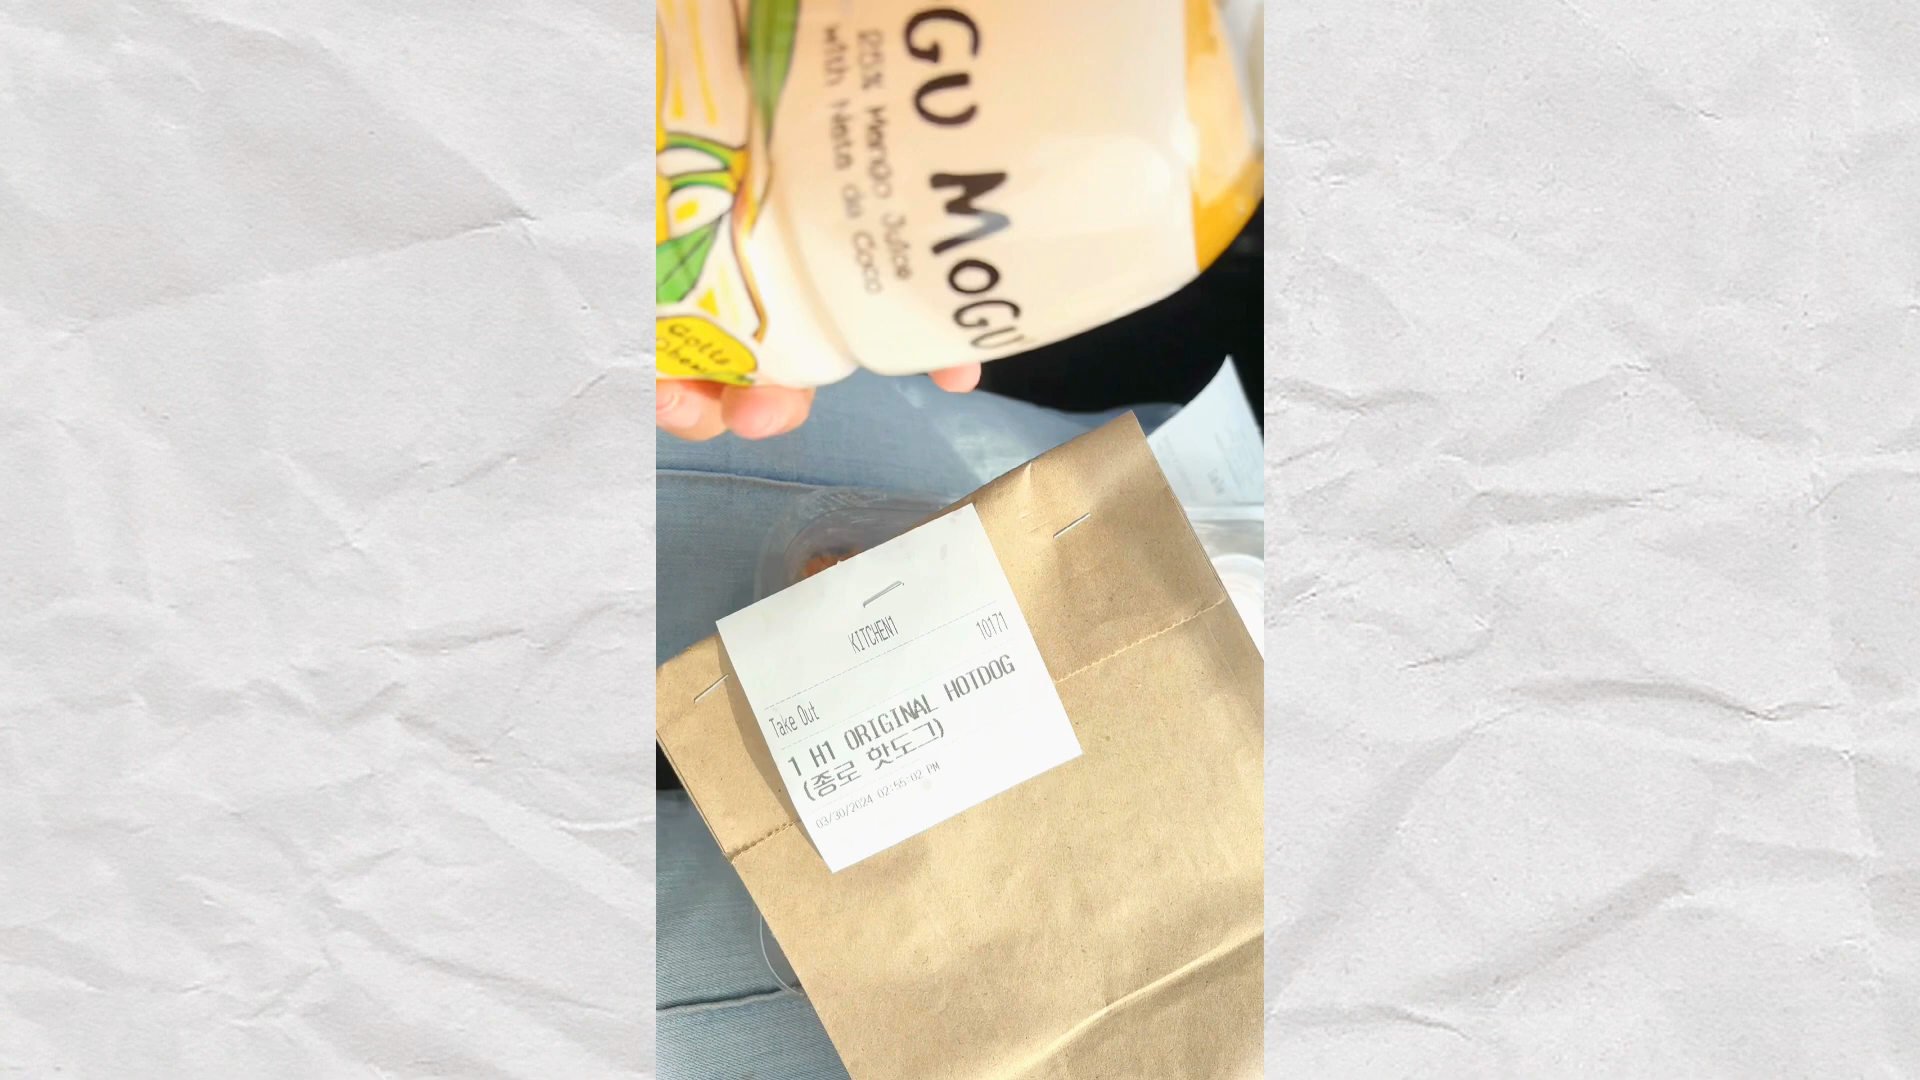 GU MOGU
25% Mango Juice
with Nata de Coco
KITCHEN1
10171
Take Out
1 H1 ORIGINAL HOTDOG
(종로 핫도그)
03/30/2024 02:55:02 PM